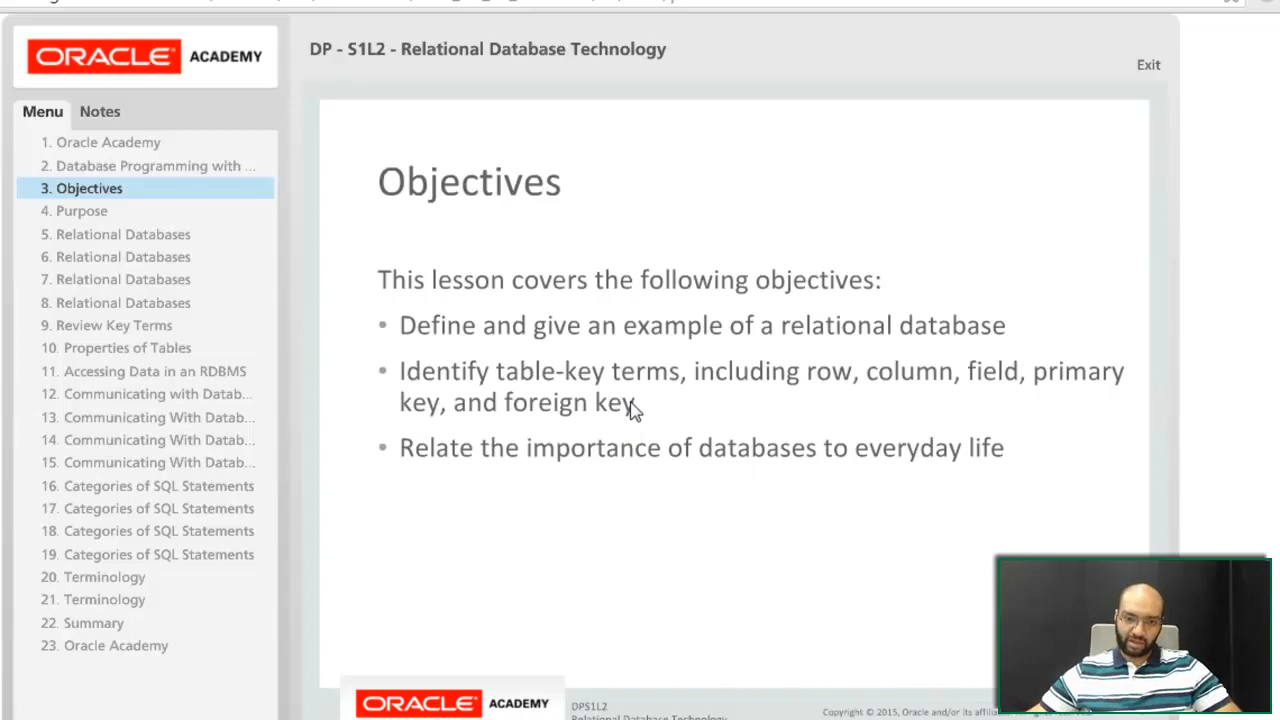 DP - S1L2 - Relational Database Technology
ORACLE ACADEMY
Exit
Menu Notes
1. Oracle Academy
2. Database Programming with ...
3. Objectives
4. Purpose
5. Relational Databases
6. Relational Databases
7. Relational Databases
8. Relational Databases
9. Review Key Terms
10. Properties of Tables
11. Accessing Data in an RDBMS
12. Communicating with Datab...
13. Communicating With Datab...
14. Communicating With Datab...
15. Communicating With Datab...
16. Categories of SQL Statements
17. Categories of SQL Statements
18. Categories of SQL Statements
19. Categories of SQL Statements
20. Terminology
21. Terminology
22. Summary
23. Oracle Academy
Objectives
This lesson covers the following objectives:
• Define and give an example of a relational database
• Identify table-key terms, including row, column, field, primary
key, and foreign key
• Relate the importance of databases to everyday life
ORACLE ACADEMY
DPS1L2
Relational Database Technology
Copyright © 2015, Oracle and/or its